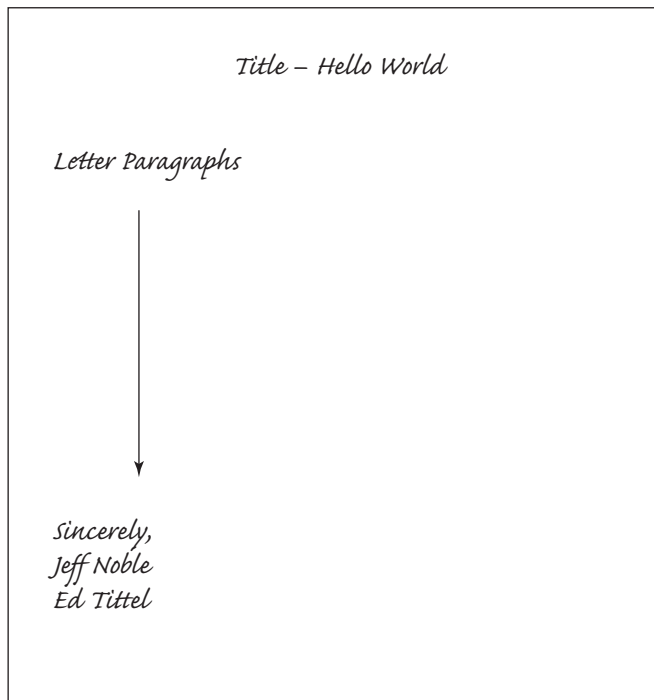 Title – Hello World
Letter Paragraphs
Sincerely,
Jeff Noble
Ed Tittel